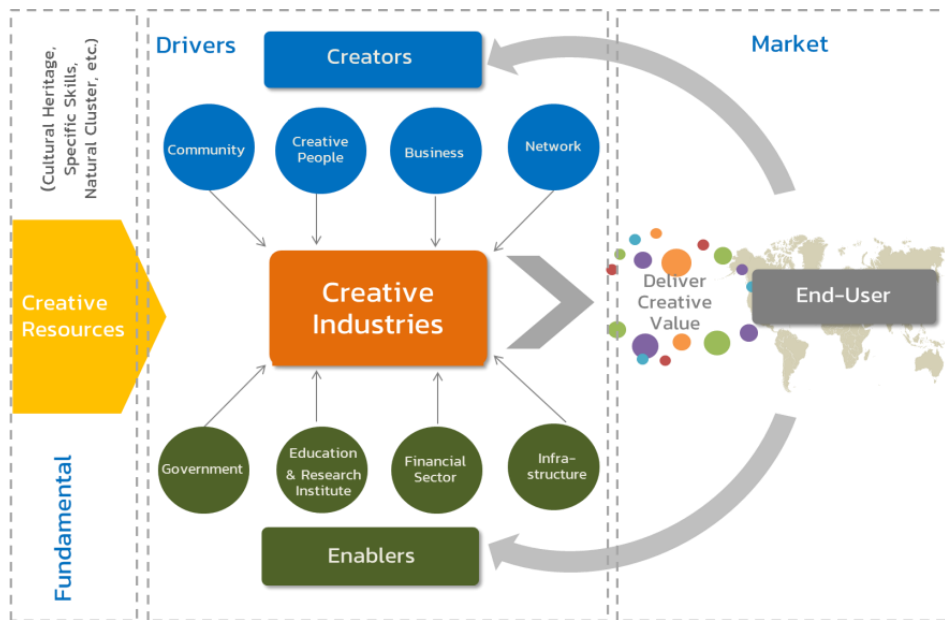 (Cultural Heritage,
Specific Skills,
Natural Cluster, etc.)
Creative
Resources
Fundamental
Drivers
Creators
Community
Creative
People
Business
Network
Creative
Industries
Government
Education
& Research
Institute
Financial
Sector
Infra-
structure
Enablers
Market
Deliver
Creative
Value
End-User